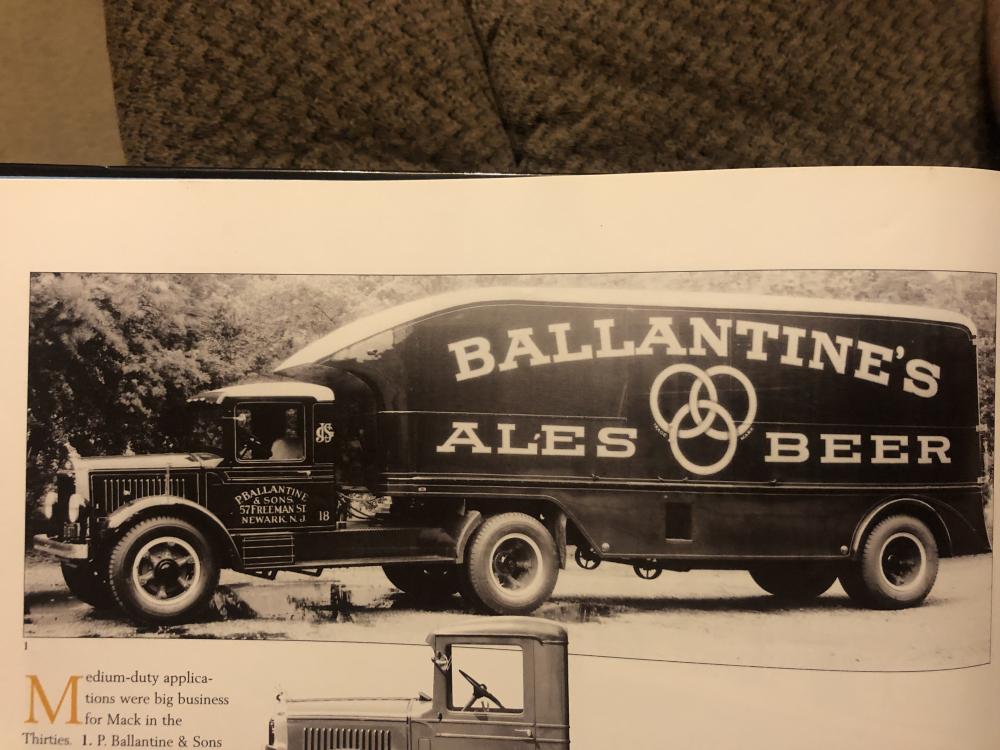 BALLANTINE'S
ALES BEER
P. BALLANTINE
& SONS
57 FREEMAN ST
NEWARK, N.J.
18
1
Medium-duty applica-
tions were big business
for Mack in the
Thirties. 1. P. Ballantine & Sons